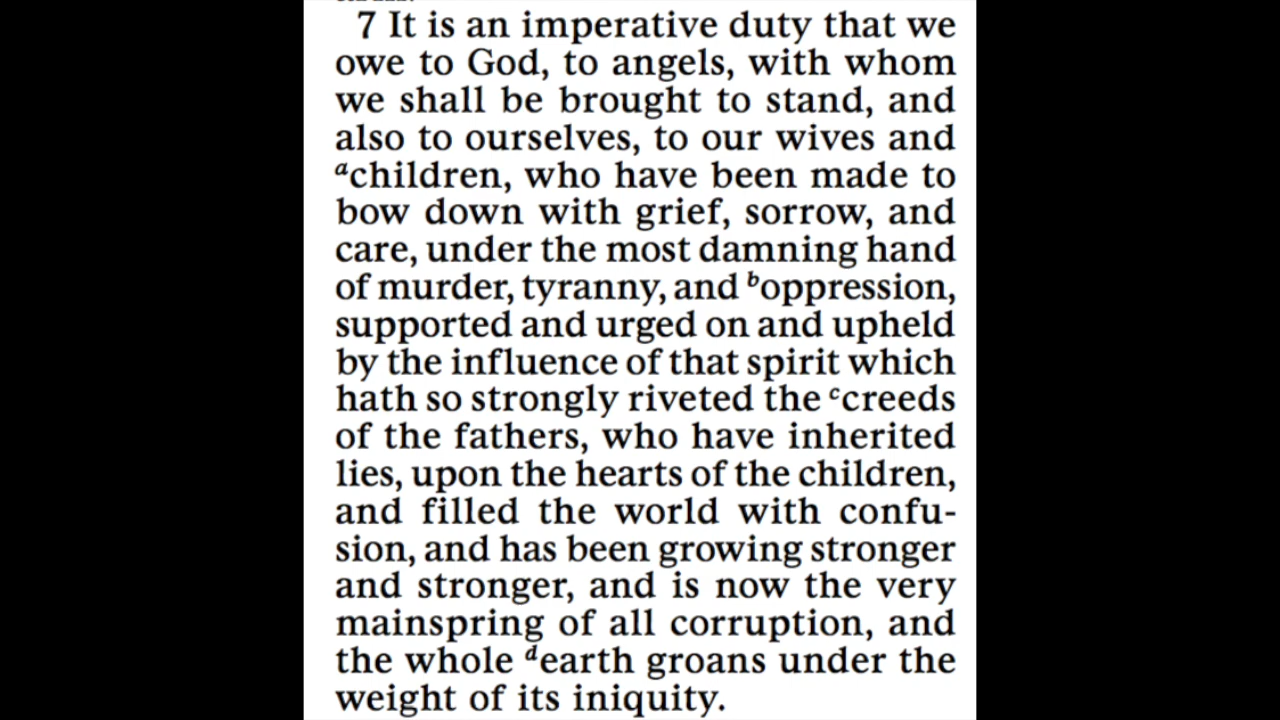 7 It is an imperative duty that we
owe to God, to angels, with whom
we shall be brought to stand, and
also to ourselves, to our wives and
ᵃchildren, who have been made to
bow down with grief, sorrow, and
care, under the most damning hand
of murder, tyranny, and ᵇoppression,
supported and urged on and upheld
by the influence of that spirit which
hath so strongly riveted the ᶜcreeds
of the fathers, who have inherited
lies, upon the hearts of the children,
and filled the world with confu-
sion, and has been growing stronger
and stronger, and is now the very
mainspring of all corruption, and
the whole ᵈearth groans under the
weight of its iniquity.